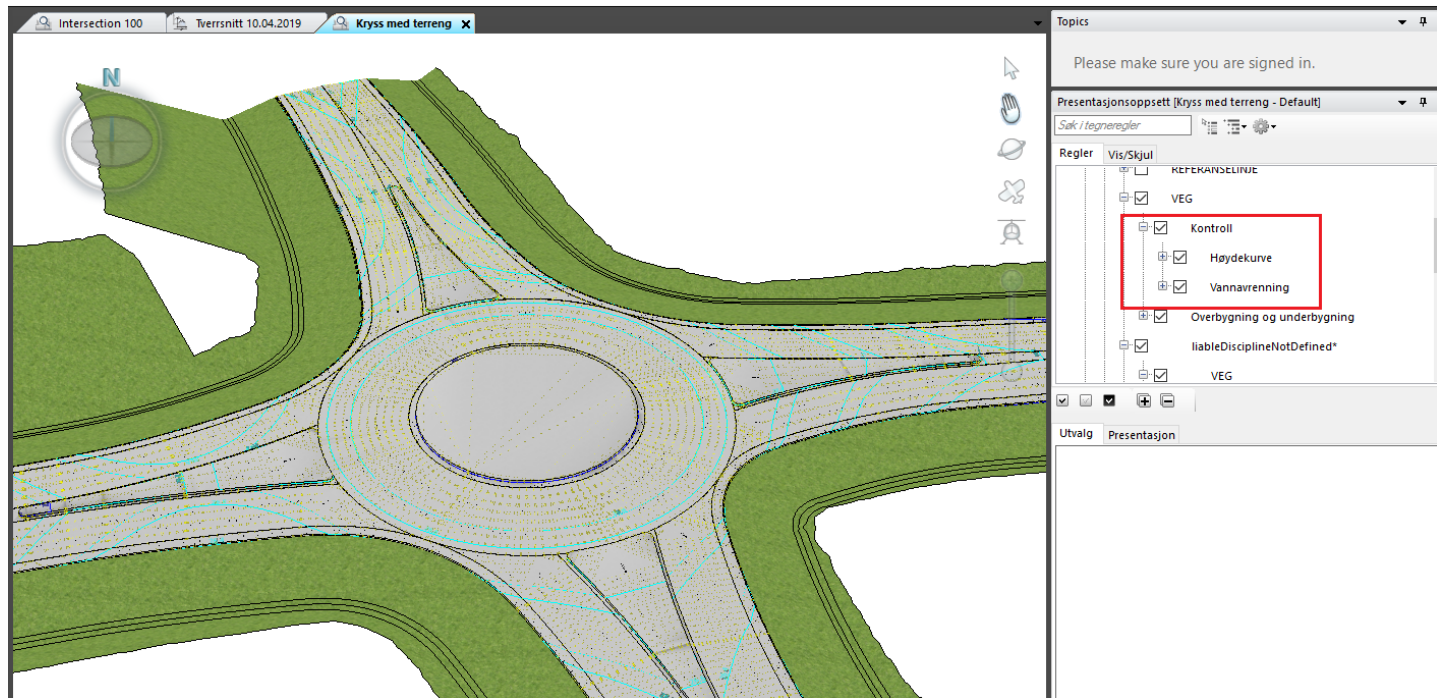 Intersection 100
Tverrsnitt 10.04.2019
Kryss med terreng
N
Topics
Please make sure you are signed in.
Presentasjonsoppsett [Kryss med terreng - Default]
Søk i tegneregler
Regler Vis/Skjul
REFERANSELINJE
VEG
Kontroll
Høydekurve
Vannavrenning
Overbygning og underbygning
liableDisciplineNotDefined*
VEG
Utvalg Presentasjon